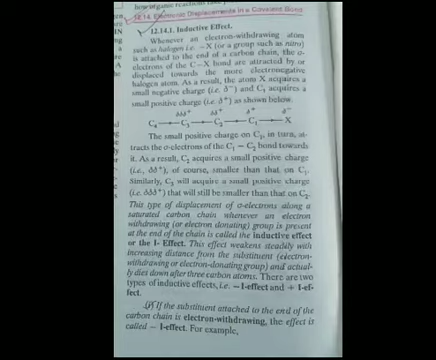 12.14. Electronic Displacements in a Covalent Bond
12.14.1. Inductive Effect.
Whenever an electron-withdrawing atom
such as halogen i.e. –X (or a group such as nitro)
is attached to the end of a carbon chain, the σ-
electrons of the C–X bond are attracted by or
displaced towards the more electronegative
halogen atom. As a result, the atom X acquires a
small negative charge (i.e. δ⁻) and C₁ acquires a
small positive charge (i.e. δ⁺) as shown below.
δδδ⁺ δδ⁺ δ⁺ δ⁻
C₄ → C₃ → C₂ → C₁ → X
The small positive charge on C₁, in turn, at-
tracts the σ-electrons of the C₁ – C₂ bond towards
it. As a result, C₂ acquires a small positive charge
(i.e., δδ⁺), of course, smaller than that on C₁.
Similarly, C₃ will acquire a small positive charge
(i.e. δδδ⁺) that will still be smaller than that on C₂.
This type of displacement of σ-electrons along a
saturated carbon chain whenever an electron
withdrawing (or electron donating) group is present
at the end of the chain is called the inductive effect
or the I- Effect. This effect weakens steadily with
increasing distance from the substituent (electron-
withdrawing or electron-donating group) and actual-
ly dies down after three carbon atoms. There are two
types of inductive effects, i.e. – I-effect and + I-ef-
fect.
(i) If the substituent attached to the end of the
carbon chain is electron-withdrawing, the effect is
called – I-effect. For example,